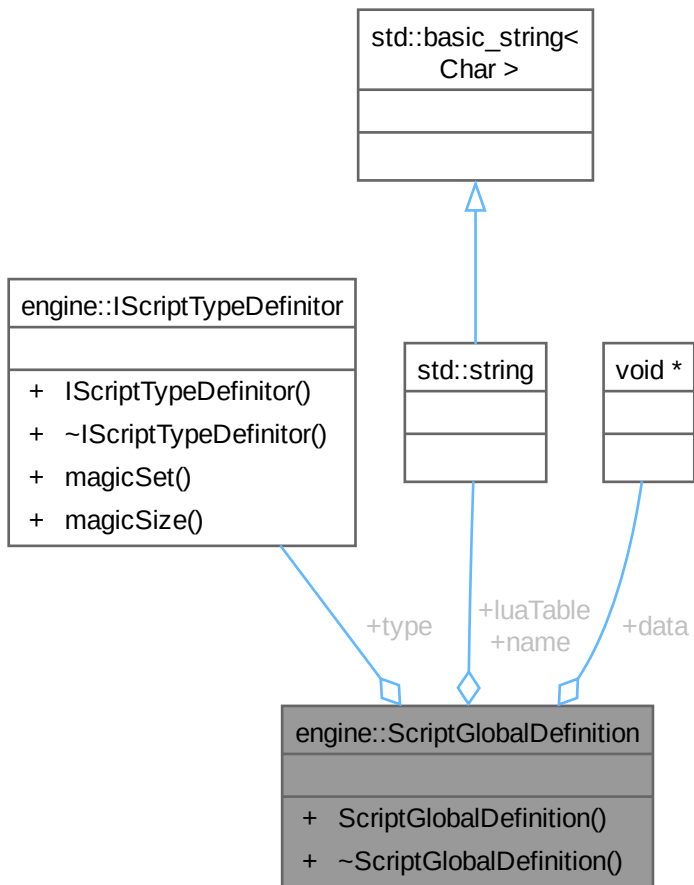 std::basic_string<
Char >
engine::IScriptTypeDefinitor
+ IScriptTypeDefinitor()
+ ~IScriptTypeDefinitor()
+ magicSet()
+ magicSize()
std::string
void *
+type
+luaTable
+name
+data
engine::ScriptGlobalDefinition
+ ScriptGlobalDefinition()
+ ~ScriptGlobalDefinition()